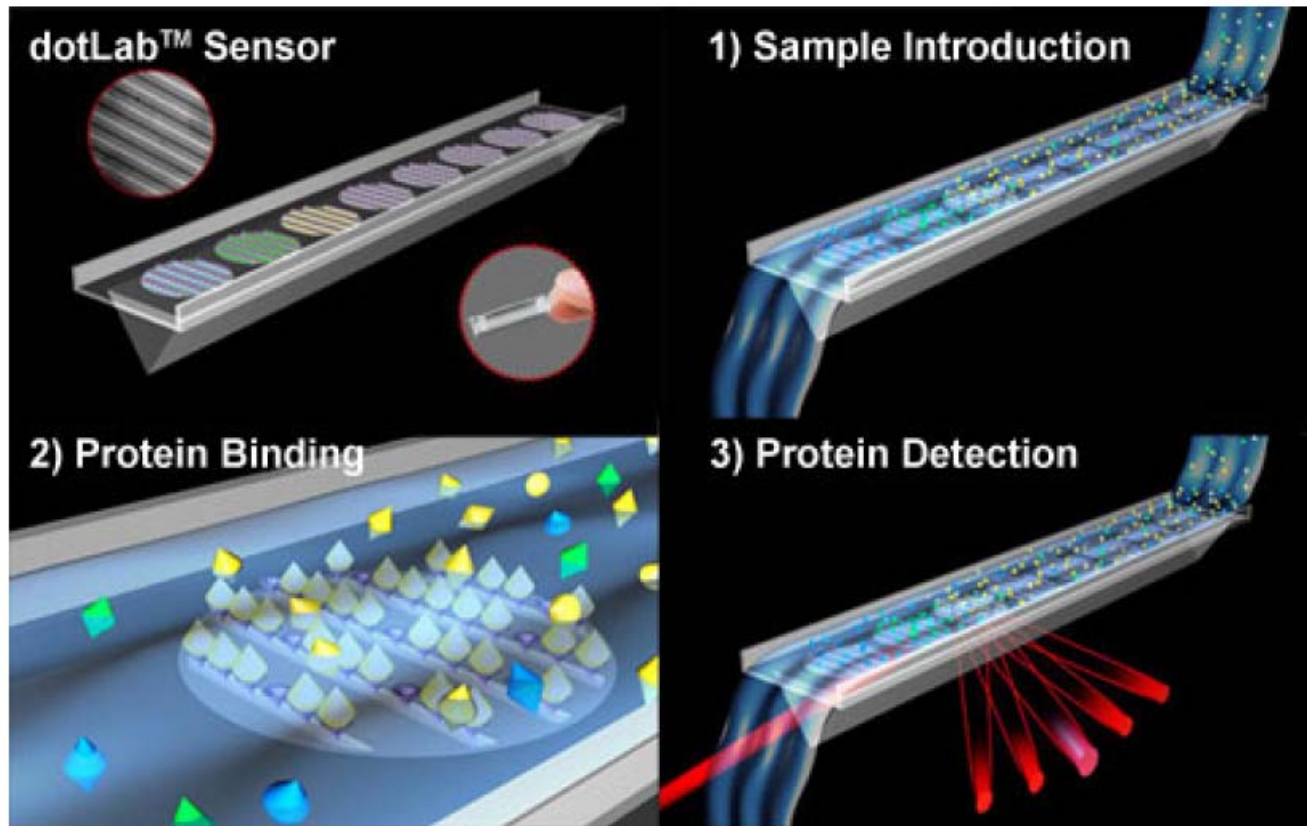 dotLab™ Sensor
1) Sample Introduction
2) Protein Binding
3) Protein Detection